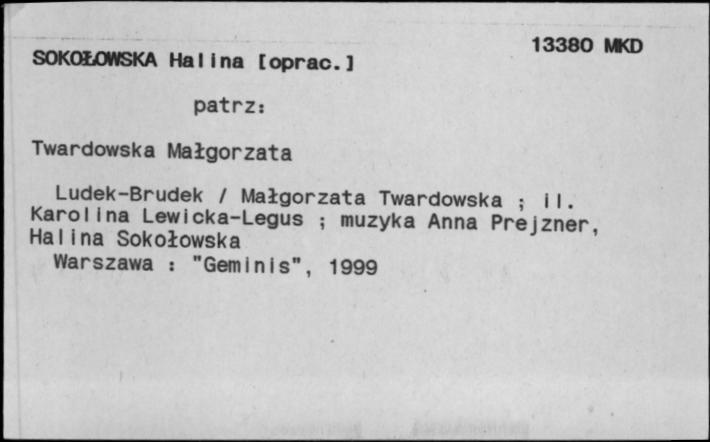 13380 MKD
SOKOŁOWSKA Halina [oprac.]
patrz:
Twardowska Małgorzata
Ludek-Brudek / Małgorzata Twardowska ; il.
Karolina Lewicka-Legus ; muzyka Anna Prejzner,
Halina Sokołowska
Warszawa : "Geminis", 1999